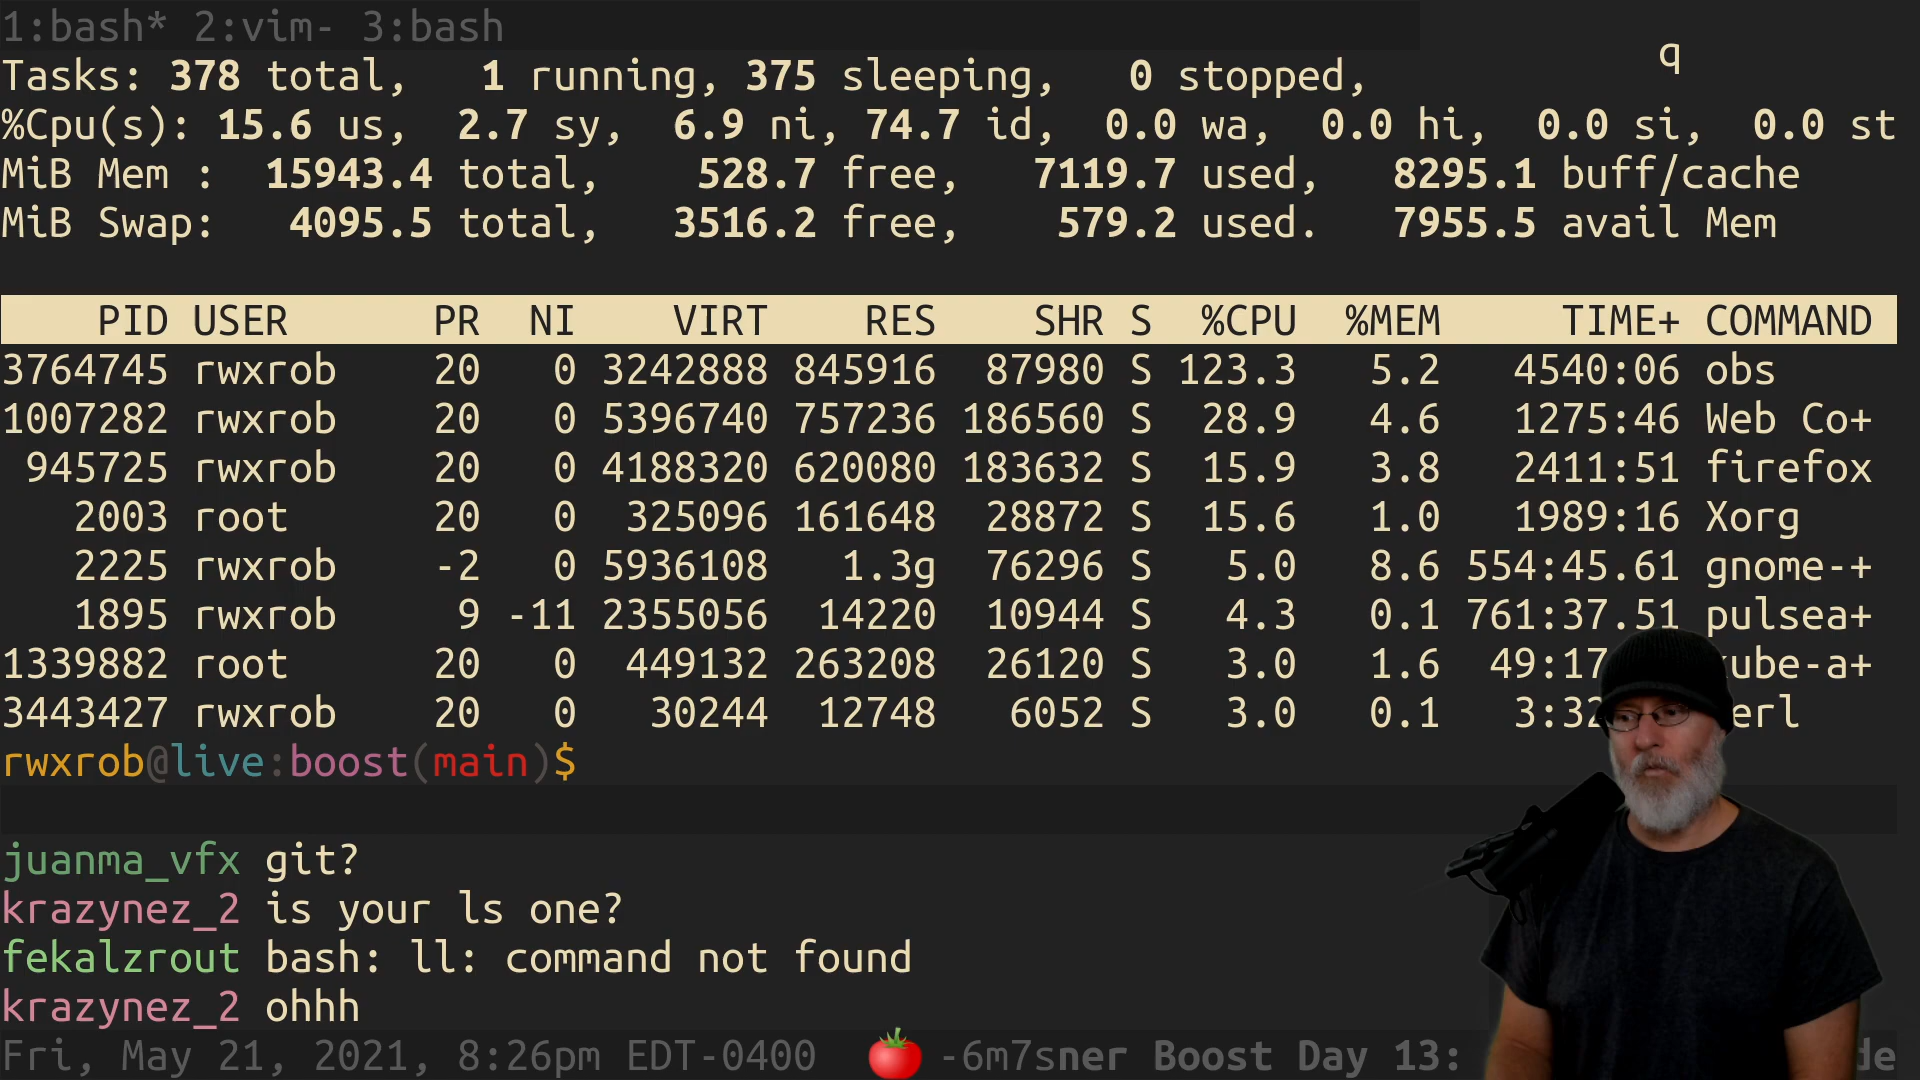 1:bash* 2:vim- 3:bash
q
Tasks: 378 total,   1 running, 375 sleeping,   0 stopped,
%Cpu(s): 15.6 us,  2.7 sy,  6.9 ni, 74.7 id,  0.0 wa,  0.0 hi,  0.0 si,  0.0 st
MiB Mem :  15943.4 total,    528.7 free,   7119.7 used,   8295.1 buff/cache
MiB Swap:   4095.5 total,   3516.2 free,    579.2 used.   7955.5 avail Mem
PID USER      PR  NI    VIRT    RES    SHR S  %CPU  %MEM     TIME+ COMMAND
3764745 rwxrob    20   0 3242888 845916  87980 S 123.3   5.2   4540:06 obs
1007282 rwxrob    20   0 5396740 757236 186560 S  28.9   4.6   1275:46 Web Co+
945725 rwxrob    20   0 4188320 620080 183632 S  15.9   3.8   2411:51 firefox
2003 root      20   0  325096 161648  28872 S  15.6   1.0   1989:16 Xorg
2225 rwxrob    -2   0 5936108   1.3g  76296 S   5.0   8.6 554:45.61 gnome-+
1895 rwxrob     9 -11 2355056  14220  10944 S   4.3   0.1 761:37.51 pulsea+
1339882 root      20   0  449132 263208  26120 S   3.0   1.6  49:17 ube-a+
3443427 rwxrob    20   0   30244  12748   6052 S   3.0   0.1   3:32 erl
rwxrob@live:boost(main)$
juanma_vfx git?
krazynez_2 is your ls one?
fekalzrout bash: ll: command not found
krazynez_2 ohhh
Fri, May 21, 2021, 8:26pm EDT-0400 🍅 -6m7sner Boost Day 13: de